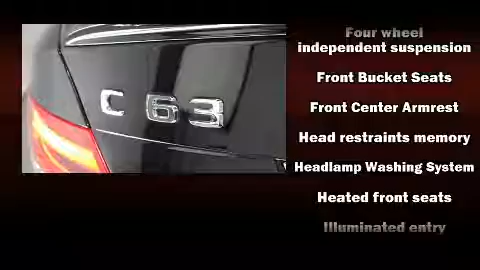 C 63
Four wheel
independent suspension
Front Bucket Seats
Front Center Armrest
Head restraints memory
Headlamp Washing System
Heated front seats
Illuminated entry